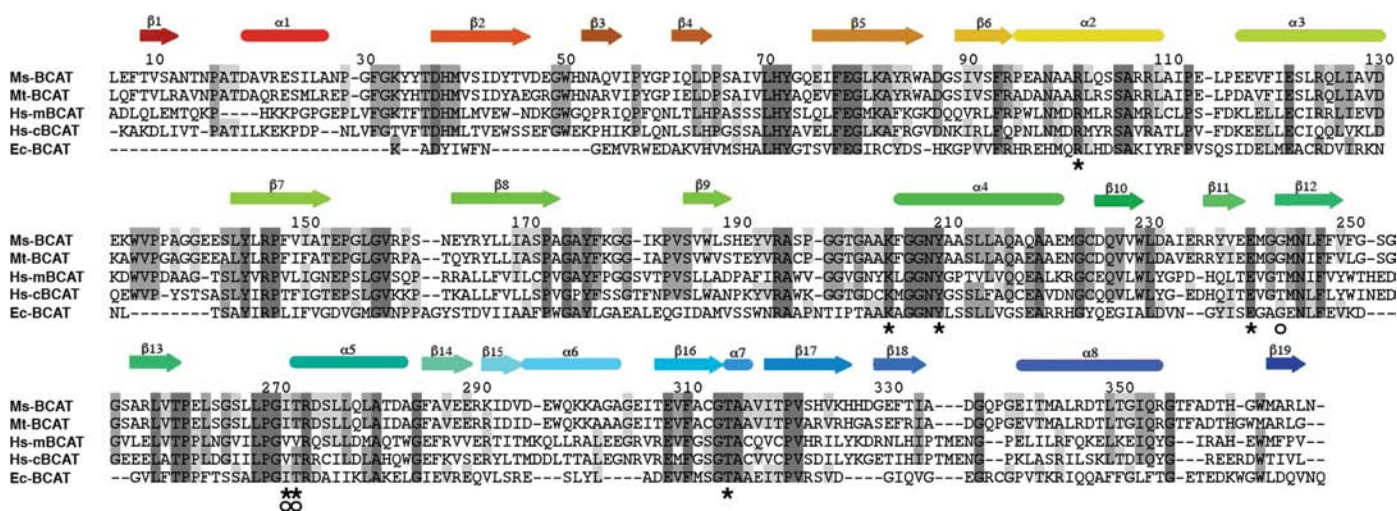 β1 α1 β2 β3 β4 β5 β6 α2 α3
10 30 50 70 90 110 130
Ms-BCAT LEFTVSANTNPATDAVRESILANP-GFGKYYTDHMVSIDYTVDEGWHNAQVIPYGPIQLDPSAIVLHYGQEIFEGLKAYRWADGSIVSFRPEANAARLQSSARRLAIPE-LPEEVFIESLRQLIAVD
Mt-BCAT LQFTVLRAVNPATDAQRESMLREP-GFGKYHTDHMVSIDYAEGRGWHNARVIPYGPIELDPSAIVLHYAQEVFEGLKAYRWADGSIVSFRADANAARLRSSARRLAIPE-LPDAVFIESLRQLIAVD
Hs-mBCAT ADLQLEMTQKP----HKKPGPGEPLVFGKTFTDHMLMVEW-NDKGWGQPRIQPFQNLTLHPASSSLHYSLQLFEGMKAFKGKDQQVRLFRPWLNMDRMLRSAMRLCLPS-FDKLELLECIRRLIEVD
Hs-cBCAT -KAKDLIVT-PATILKEKPDP-NLVFGTVFTDHMLTVEWSSEFGWEKPHIKPLQNLSLHPGSSALHYAVELFEGLKAFRGVDNKIRLFQPNLNMDRMYRSAVRATLPV-FDKEELLECIQQLVKLD
Ec-BCAT ----------------------------K--ADYIWFN------GEMVRWEDAKVHVMSHALHYGTSVFEGIRCYDS-HKGPVVFRHREHMQRLHDSAKIYRFPVSQSIDELMEACRDVIRKN
*
β7 β8 β9 α4 β10 β11 β12
150 170 190 210 230 250
Ms-BCAT EKWVPPAGGEESLYLRPFVIATEPGLGVRPS--NEYRYLLIASPAGAYFKGG-IKPVSVWLSHEYVRASP-GGTGAAKFGGNYAASLLAQAQAAEMGCDQVVWLDAIERRYVEEMGGMNLFFVFG-SG
Mt-BCAT KAWVPGAGGEEALYLRPFIFATEPGLGVRPA--TQYRYLLIASPAGAYFKGG-IAPVSVWVSTEYVRACP-GGTGAAKFGGNYAASLLAQAEAAENGCDQVVWLDAVERRYIEEMGGMNIFFVLG-SG
Hs-mBCAT KDWVPDAAG-TSLYVRPVLIGNEPSLGVSQP--RRALLFVILCPVGAYFPGGSVTPVSLLADPAFIRAWV-GGVGNYKLGGNYGPTVLVQQEALKRGCEQVLWLYGPD-HQLTEVGTMNIFVYWTHED
Hs-cBCAT QEWVP-YSTSASLYIRPTFIGTEPSLGVKKP--TKALLFVLLSPVGPYFSSGTFNPVSLWANPKYVRAWK-GGTGDCKMGGNYGSSLFAQCEAVDNGCQQVLWLYG-EDHQITEVGTMNLFLYWINED
Ec-BCAT NL--------TSAYIRPLIFVGDVGMGVNPPAGYSTDVIIAAFPWGAYLGAEALEQGIDAMVSSWNRAAPNTIPTAAKAGGNYLSSLLVGSEARRHGYQEGIALDVN---GYISEGAGENLFEVKD---
* * * o
β13 α5 β14 β15 α6 β16 α7 β17 β18 α8 β19
270 290 310 330 350
Ms-BCAT GSARLVTPELSGSLLPGITRDSLLQLATDAGFAVEERKIDVD-EWQKKAGAGEITEVFACGTAAVITPVSHVKHHDGEFTIA--DGQPGEITMALRDTLTGIQRGTFADTH-GWMARLN-
Mt-BCAT GSARLVTPELSGSLLPGITRDSLLQLAIDAGFAVEERRIDID-EWQKKAAAGEITEVFACGTAAVITPVARVRHGASEFRIA--DGQPGEVTMALRDTLTGIQRGTFADTHGWMARLG--
Hs-mBCAT GVLELVTPPLNGVILPGVVRQSLLDMAQTWGEFRVVERTITMKQLLRALEEGRVREVFGSGTACQVCPVHRILYKDRNLHIPTMENG--PELILRFQKELKEIQYG--IRAH-EWMFPV--
Hs-cBCAT GEEELATPPLDGIILPGVTRRCILDLAHQWGEFKVSERYLTMDDLTTALEGNRVREMFGSGTACVVCPVSDILYKGETIHIPTMENG--PKLASRILSKLTDIQYG--REERDWTIVL--
Ec-BCAT --GVLFTPPFTSSALPGITRDAIIKLAKELGIEVREQVLSRE---SLYL---ADEVFMSGTAAEITPVRSVD----GIQVG--EGRCGPVTKRIQQAFFGLFTG--ETEDKWGWLDQVNQ
** *
oo